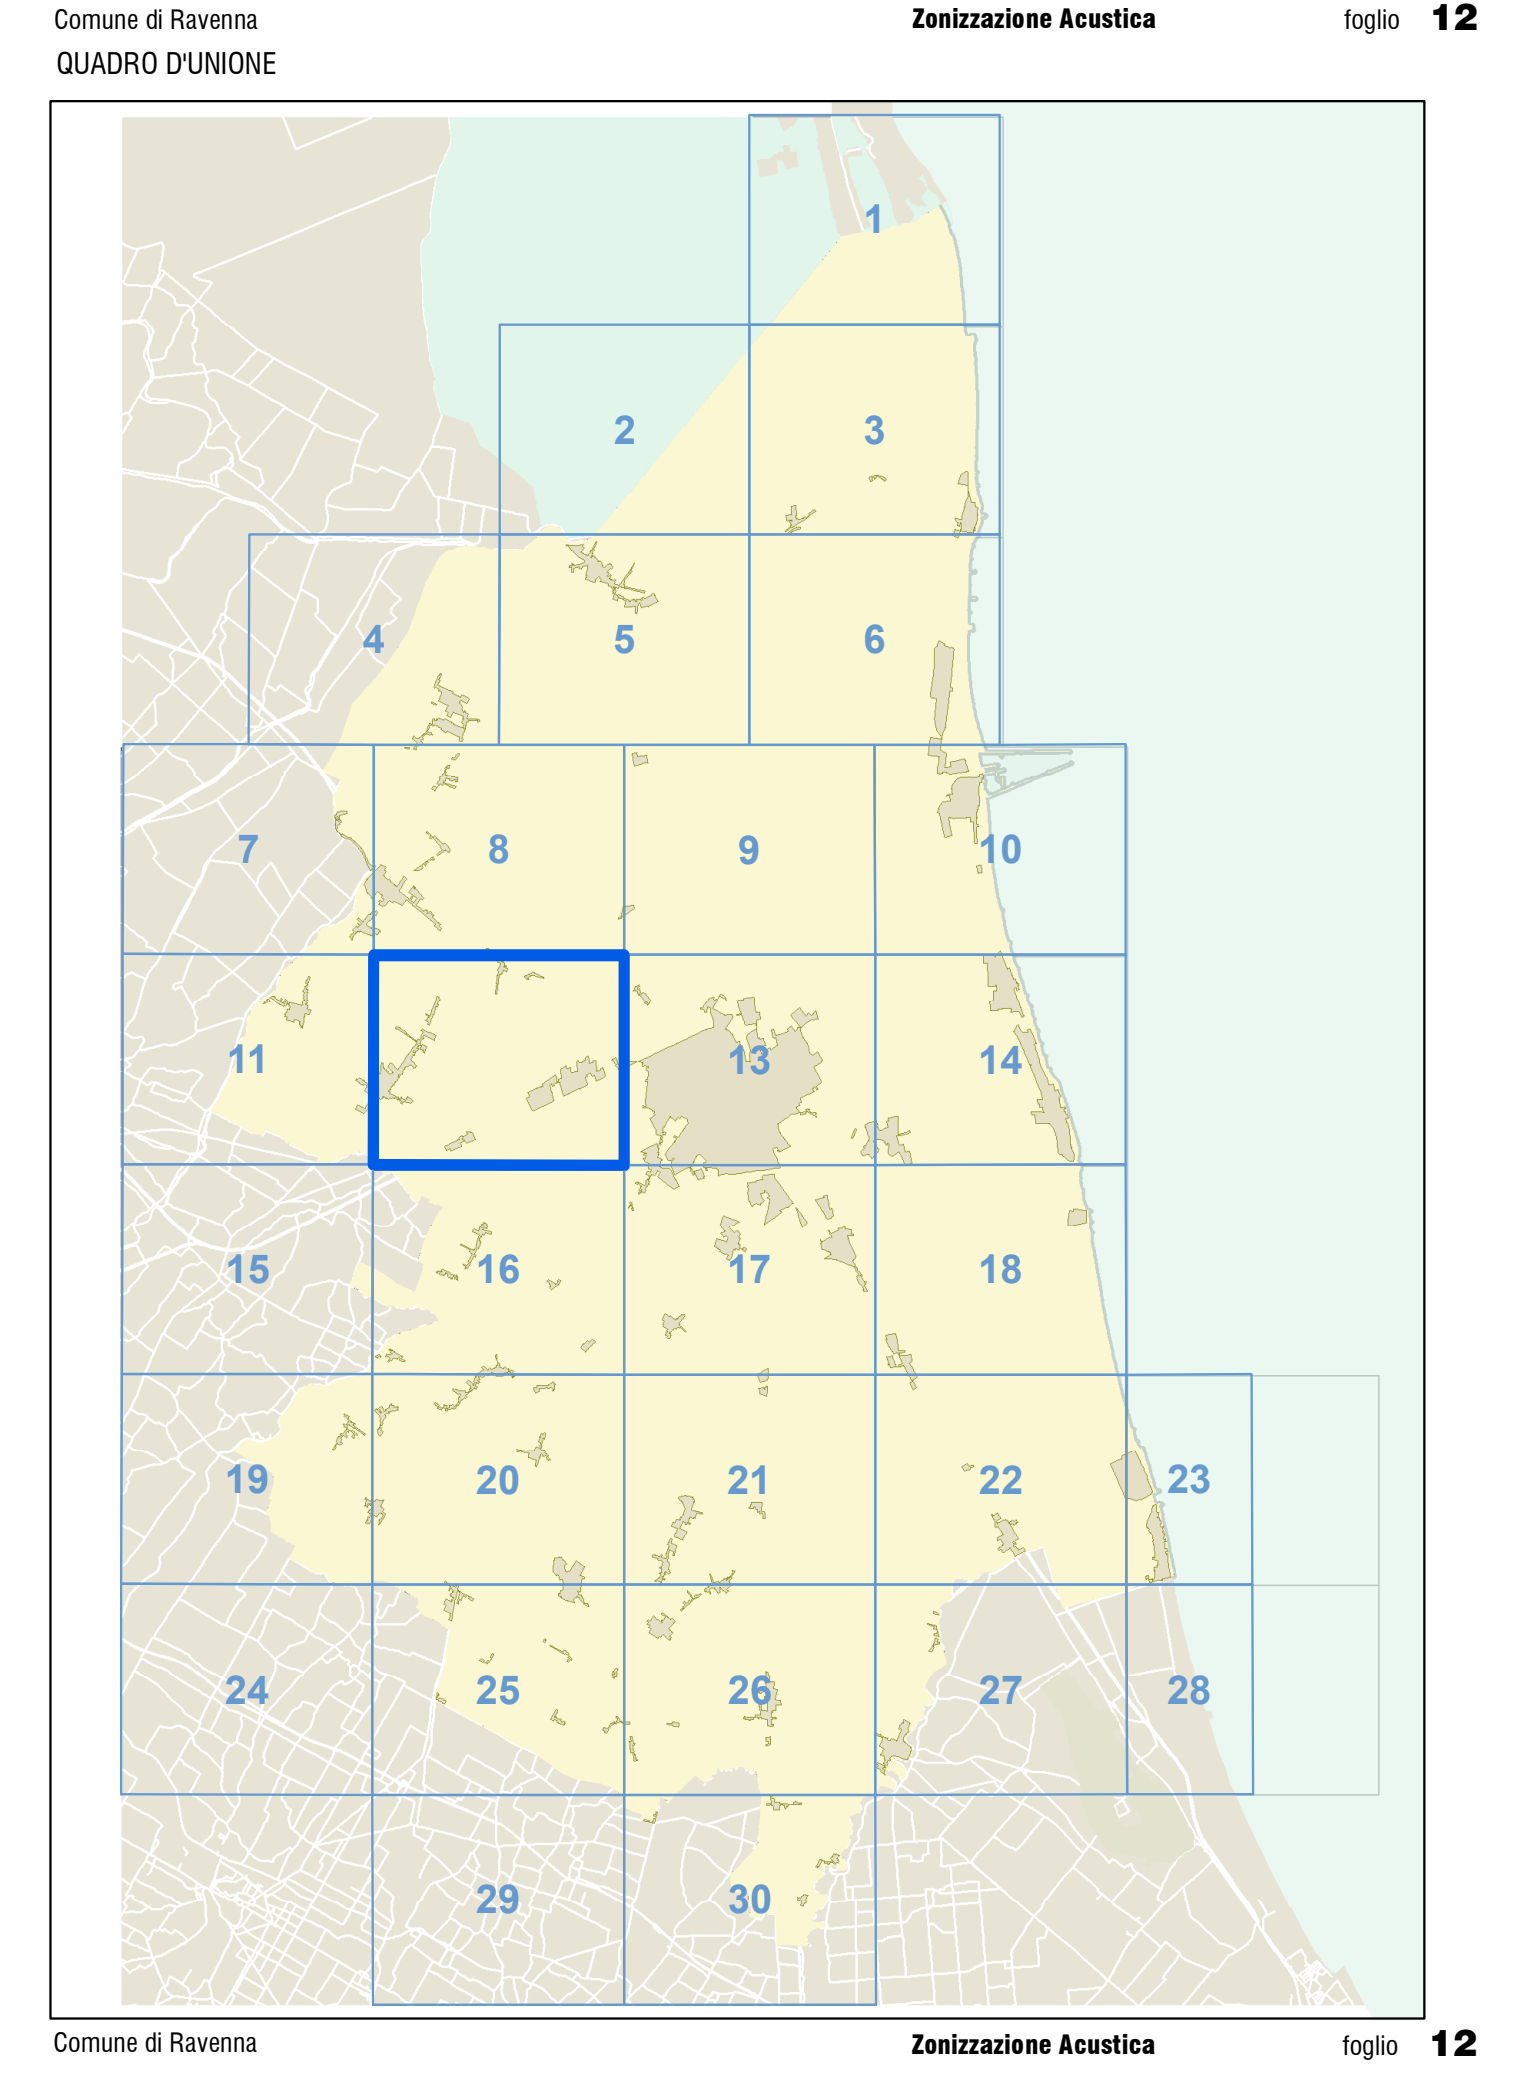 Comune di Ravenna Zonizzazione Acustica foglio 12
QUADRO D'UNIONE
1
2 3
4 5 6
7 8 9 10
11 13 14
15 16 17 18
19 20 21 22 23
24 25 26 27 28
29 30
Comune di Ravenna Zonizzazione Acustica foglio 12